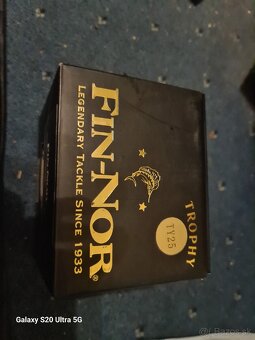 TROPHY
TY25
FIN-NOR®
LEGENDARY TACKLE SINCE 1933
Galaxy S20 Ultra 5G